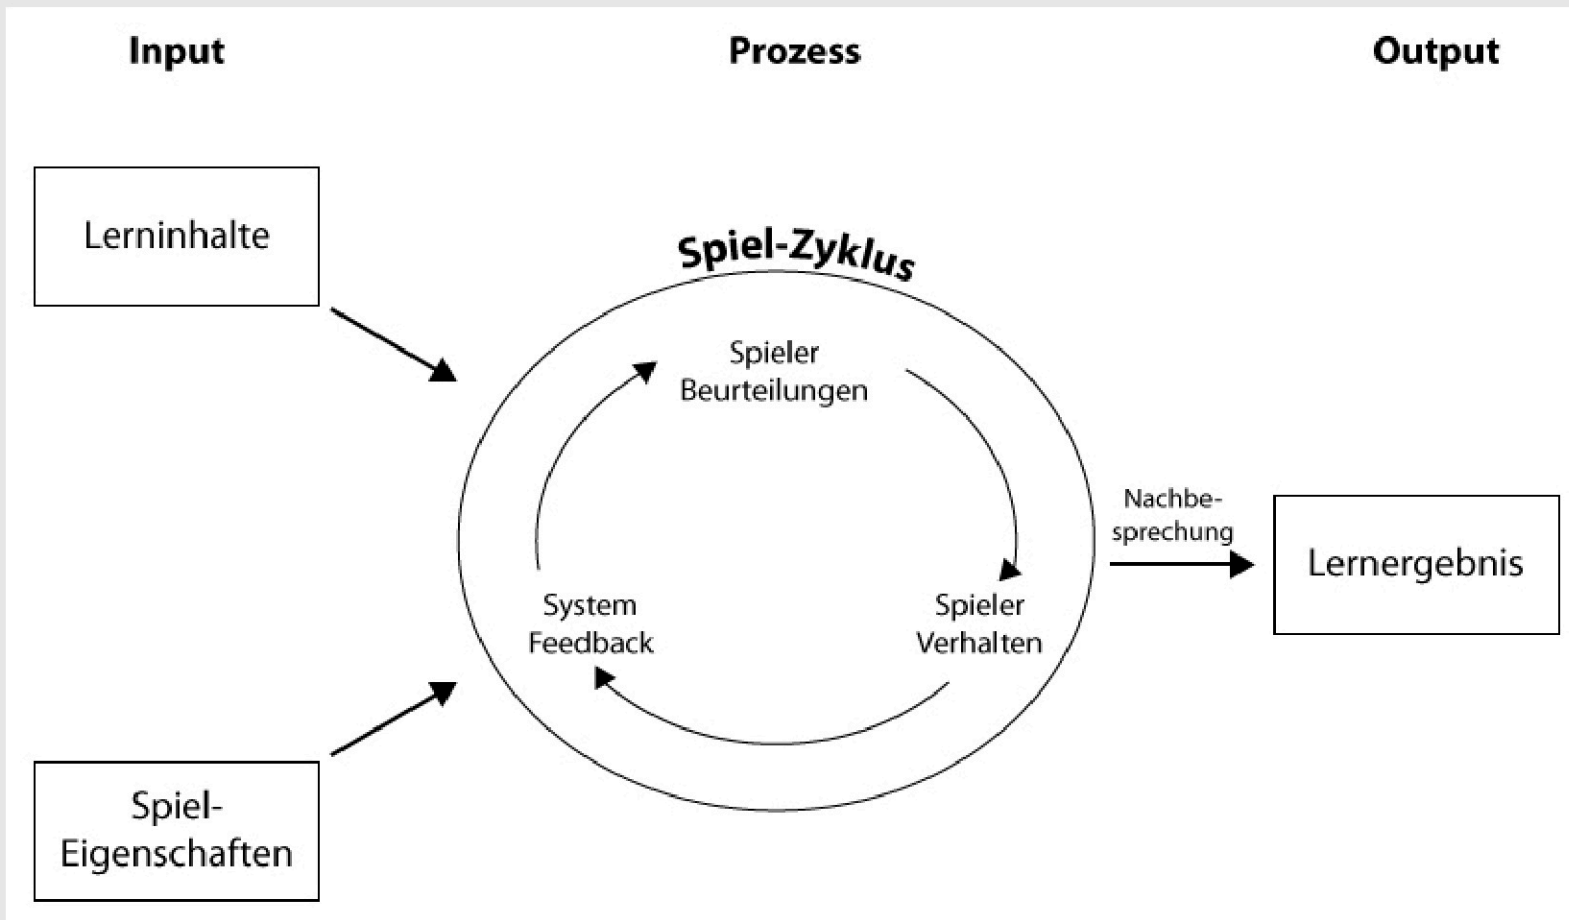 Input
Prozess
Output
Lerninhalte
Spiel-Zyklus
Spieler
Beurteilungen
Nachbe-
sprechung
Lernergebnis
System
Feedback
Spieler
Verhalten
Spiel-
Eigenschaften